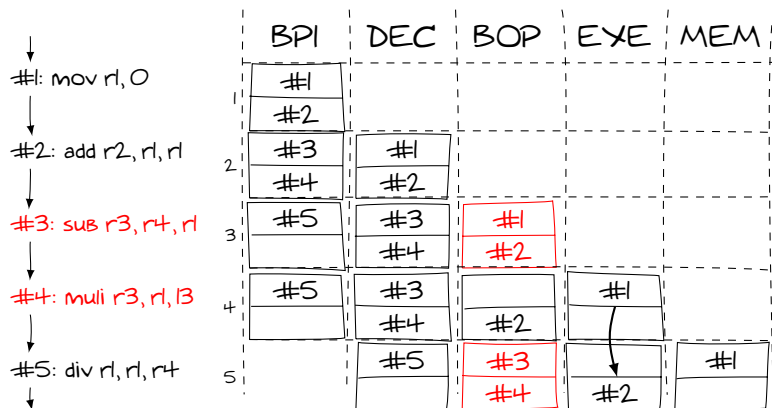 BPI DEC BOP EXE MEM
#1: mov r1, 0
#2: add r2, r1, r1
#3: sub r3, r4, r1
#4: muli r3, r1, 13
#5: div r1, r1, r4
1 #1
#2
2 #3 #1
#4 #2
3 #5 #3 #1
#4 #2
4 #5 #3 #1
#4 #2
5 #5 #3 #1
#4 #2